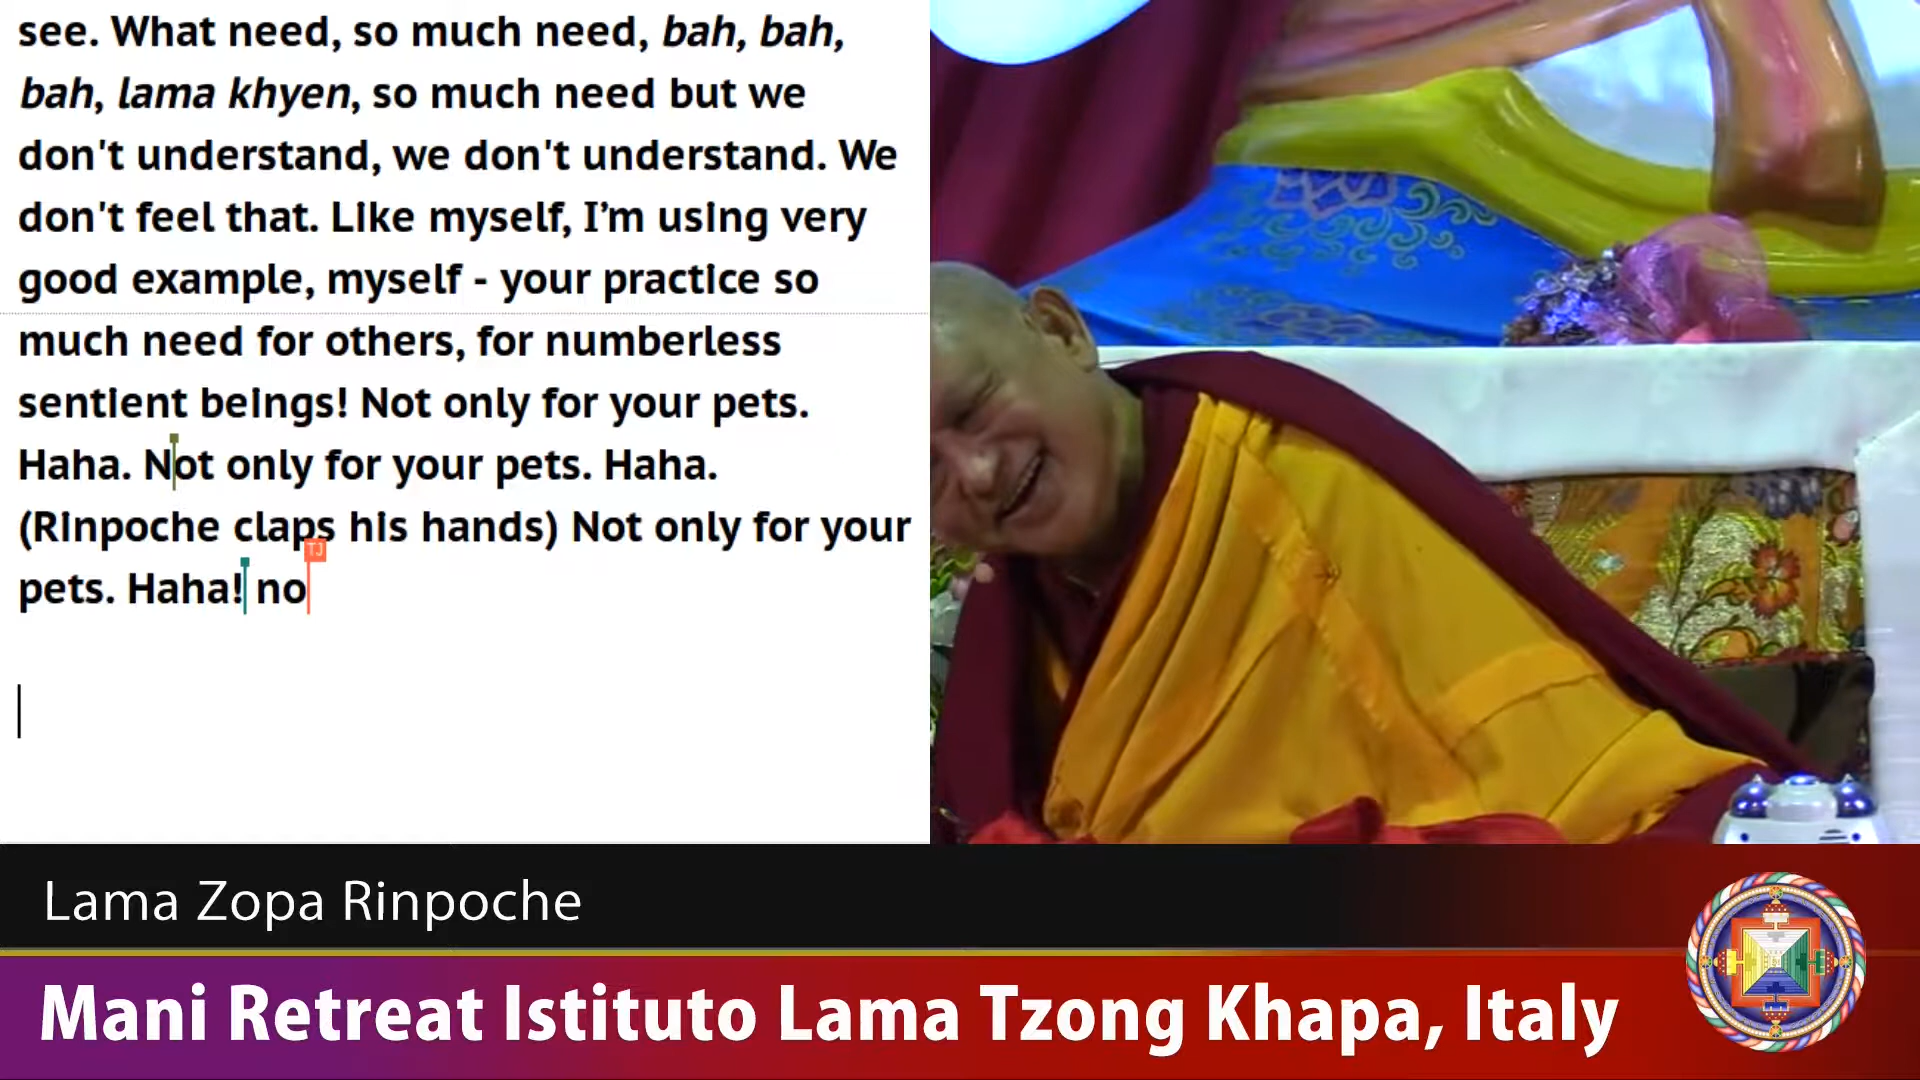 see. What need, so much need, bah, bah,
bah, lama khyen, so much need but we
don't understand, we don't understand. We
don't feel that. Like myself, I’m using very
good example, myself - your practice so
much need for others, for numberless
sentient beings! Not only for your pets.
Haha. Not only for your pets. Haha.
(Rinpoche claps his hands) Not only for your
pets. Haha! no
TJ
Lama Zopa Rinpoche
Mani Retreat Istituto Lama Tzong Khapa, Italy